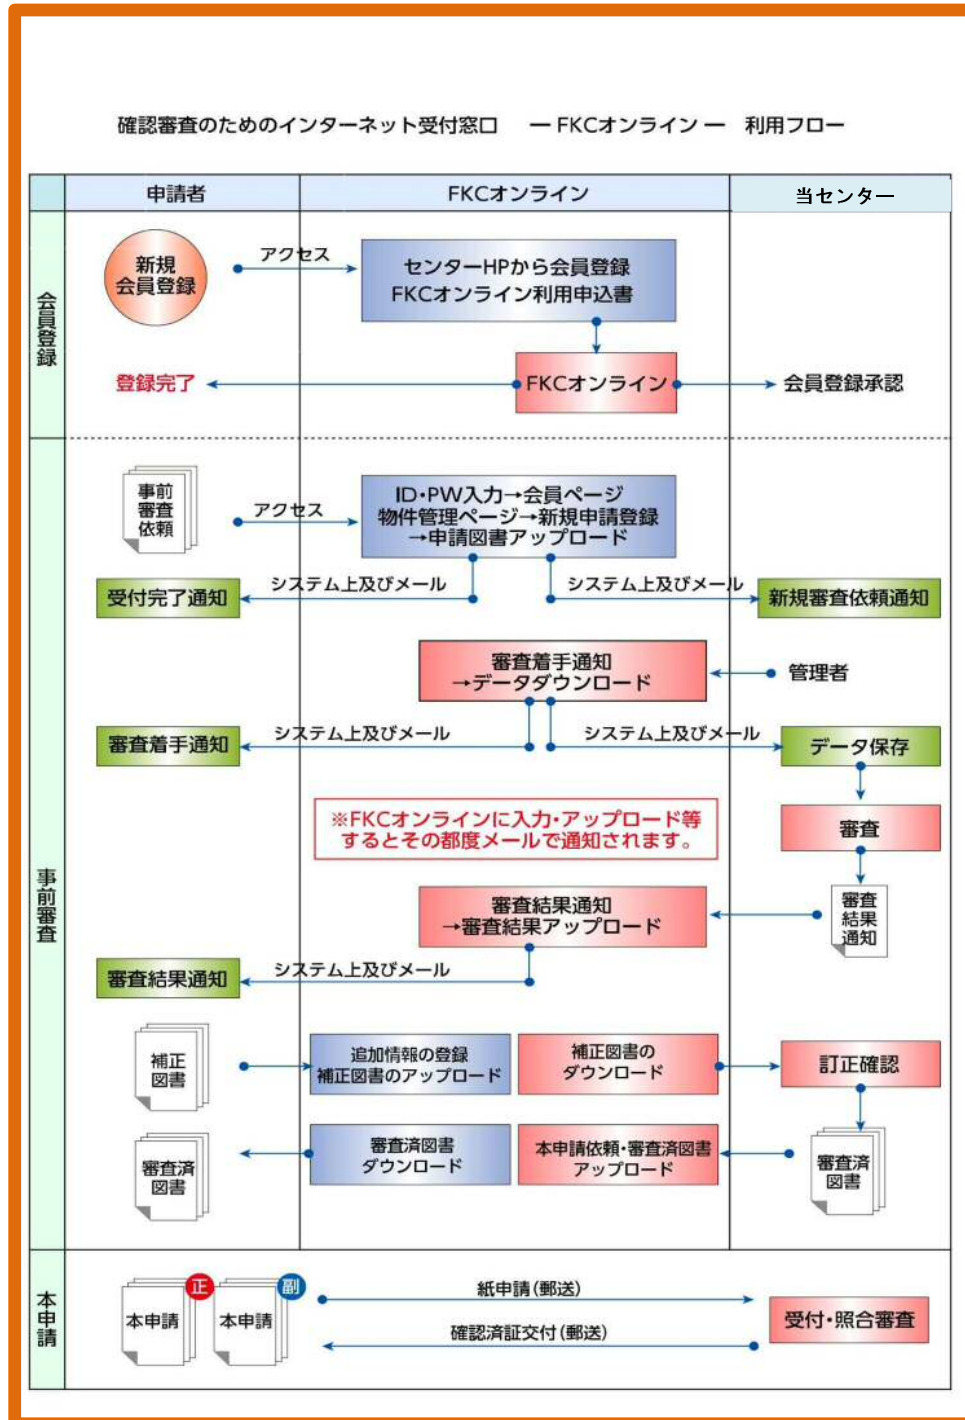 確認審査のためのインターネット受付窓口　― FKCオンライン ―　利用フロー
申請者
FKCオンライン
当センター
会員登録
新規
会員登録
アクセス
センターHPから会員登録
FKCオンライン利用申込書
登録完了
FKCオンライン
会員登録承認
事前審査
事前
審査
依頼
アクセス
ID・PW入力→会員ページ
物件管理ページ→新規申請登録
→申請図書アップロード
受付完了通知
システム上及びメール
システム上及びメール
新規審査依頼通知
審査着手通知
→データダウンロード
管理者
審査着手通知
システム上及びメール
システム上及びメール
データ保存
※FKCオンラインに入力・アップロード等
するとその都度メールで通知されます。
審査
審査結果通知
→審査結果アップロード
審査
結果
通知
審査結果通知
システム上及びメール
補正
図書
追加情報の登録
補正図書のアップロード
補正図書の
ダウンロード
訂正確認
審査済
図書
審査済図書
ダウンロード
本申請依頼・審査済図書
アップロード
審査済
図書
本申請
本申請
正
本申請
副
紙申請(郵送)
確認済証交付(郵送)
受付・照合審査